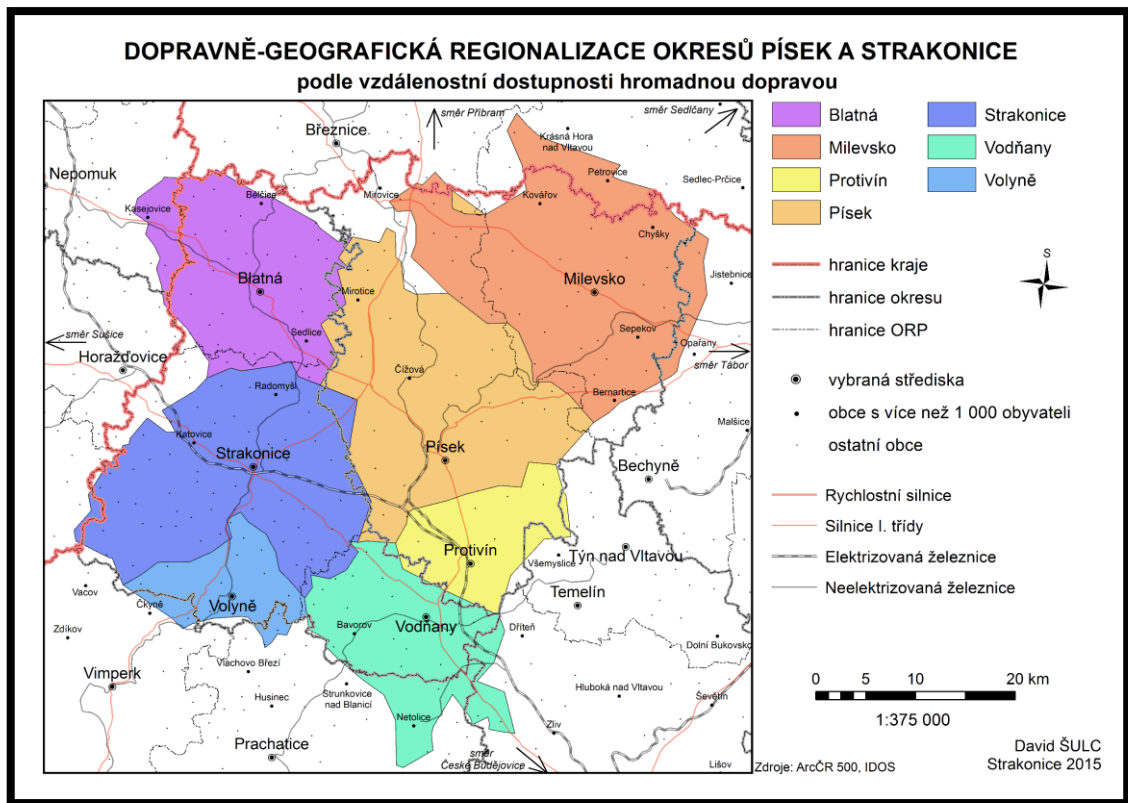 DOPRAVNĚ-GEOGRAFICKÁ REGIONALIZACE OKRESŮ PÍSEK A STRAKONICE
podle vzdálenostní dostupnosti hromadnou dopravou
směr Příbram
směr Sedlčany
Březnice
Krásná Hora
nad Vltavou
Nepomuk
Petrovice
Sedlec-Prčice
Mirovice
Bělčice
Kovářov
Kasejovice
Chyšky
Jistebnice
Blatná
Milevsko
Mirotice
směr Sušice
Sedlice
Sepekov
Opařany
směr Tábor
Horažďovice
Čížová
Radomyšl
Bernartice
Malšice
Katovice
Strakonice
Písek
Bechyně
Protivín
Všemyslice
Týn nad Vltavou
Vacov
Čkyně
Volyně
Temelín
Vodňany
Zdíkov
Bavorov
Dříteň
Dolní Bukovsko
Vlachovo Březí
Vimperk
Husinec
Strunkovice
nad Blanicí
Hluboká nad Vltavou
Ševětín
Netolice
Zliv
Prachatice
směr
České Budějovice
Lišov
Blatná
Strakonice
Milevsko
Vodňany
Protivín
Volyně
Písek
S
hranice kraje
hranice okresu
hranice ORP
vybraná střediska
obce s více než 1 000 obyvateli
ostatní obce
Rychlostní silnice
Silnice I. třídy
Elektrizovaná železnice
Neelektrizovaná železnice
0 5 10 20 km
1:375 000
David ŠULC
Strakonice 2015
Zdroje: ArcČR 500, IDOS